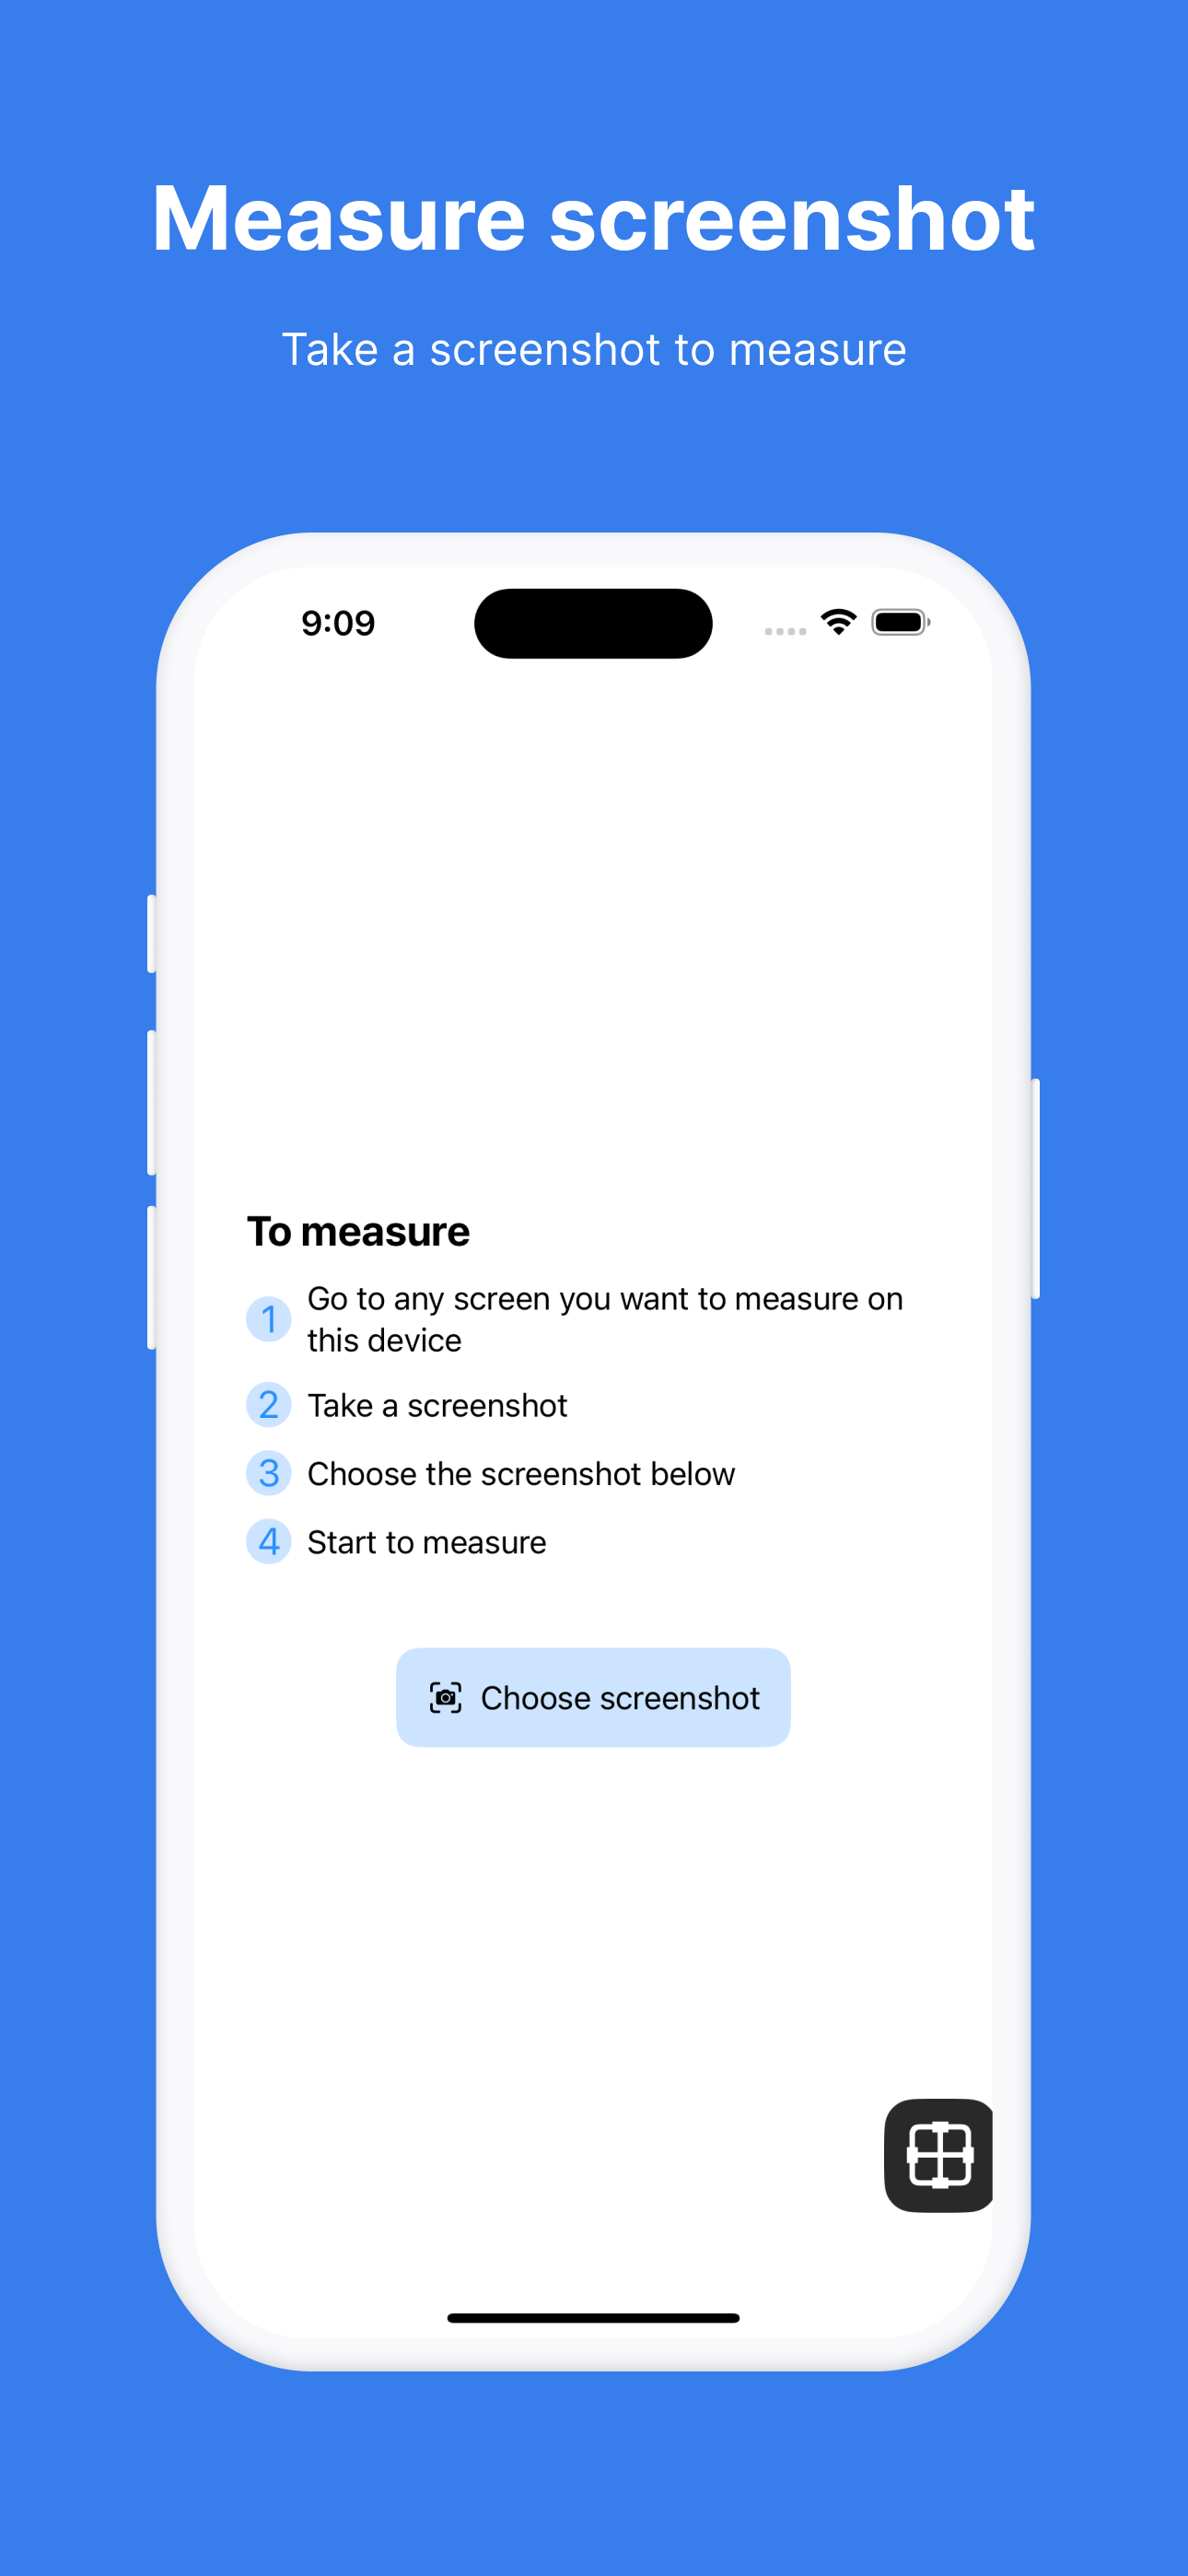 Measure screenshot
Take a screenshot to measure
9:09
To measure
1 Go to any screen you want to measure on
this device
2 Take a screenshot
3 Choose the screenshot below
4 Start to measure
Choose screenshot